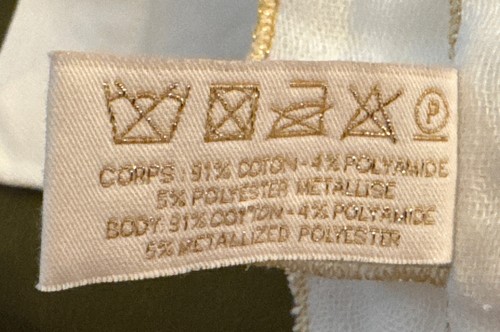 P
CORPS : 91% COTON - 4% POLYAMIDE
5% POLYESTER METALLISE
BODY: 91% COTTON - 4% POLYAMIDE
5% METALLIZED POLYESTER